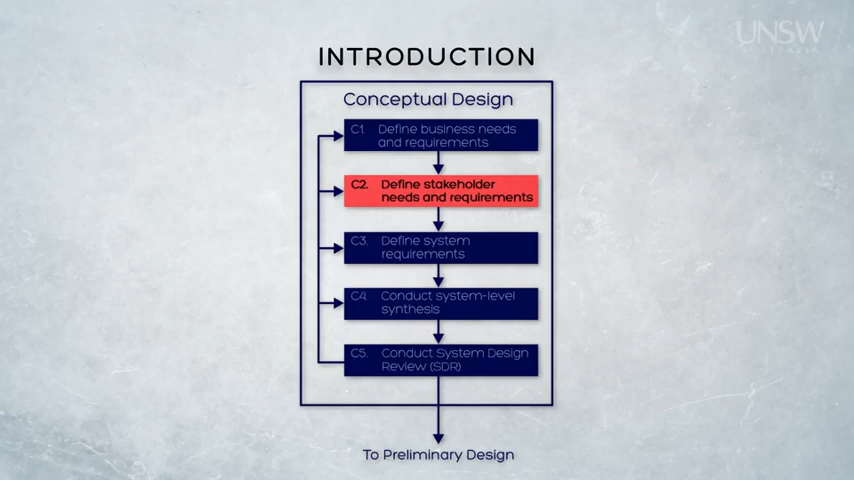 UNSW
AUSTRALIA
INTRODUCTION
Conceptual Design
C1. Define business needs
and requirements
C2. Define stakeholder
needs and requirements
C3. Define system
requirements
C4. Conduct system-level
synthesis
C5. Conduct System Design
Review (SDR)
To Preliminary Design